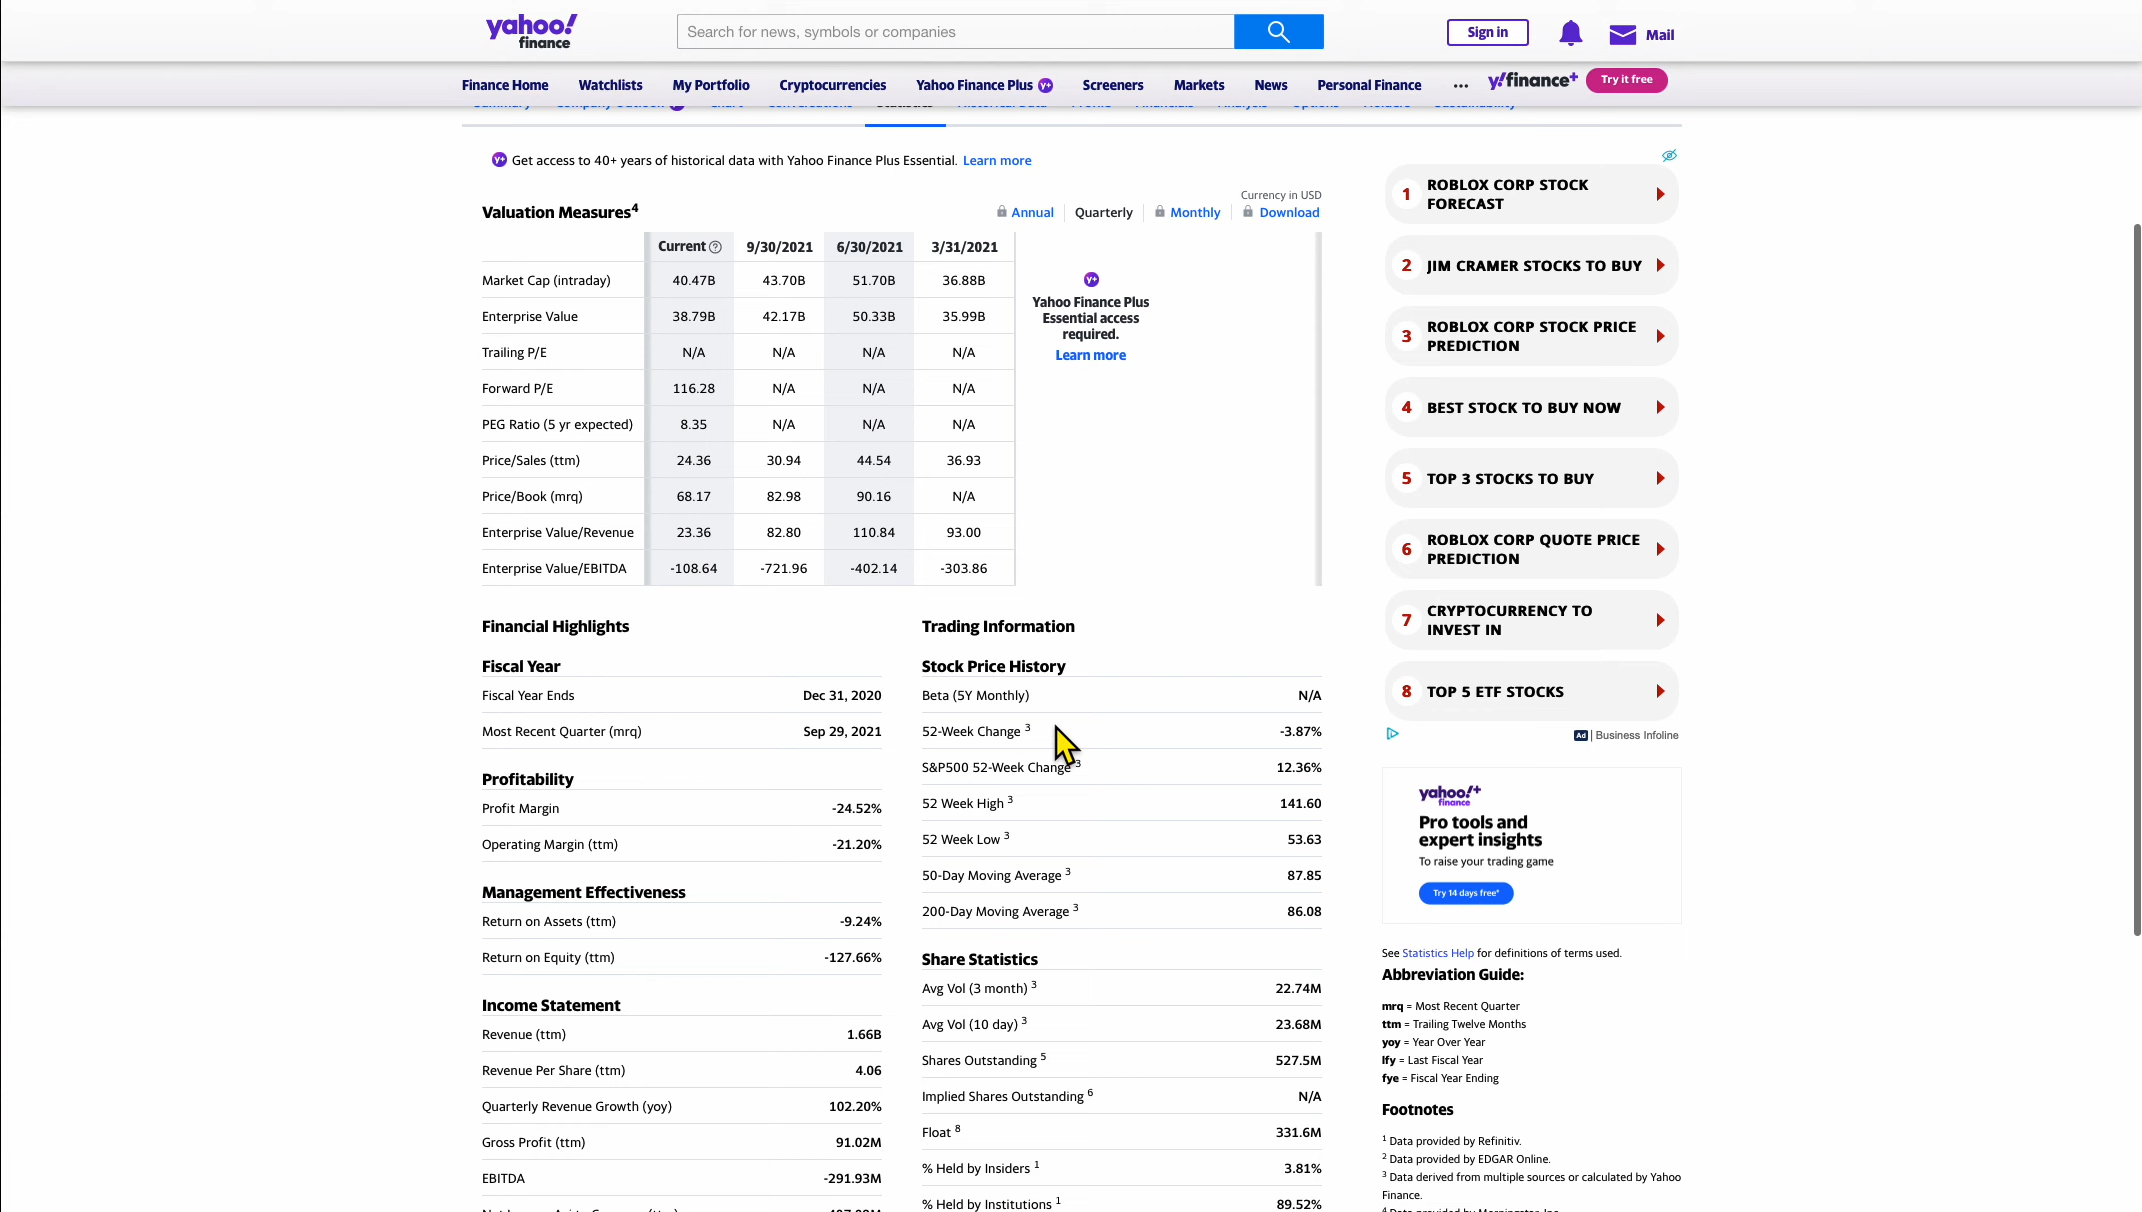 yahoo!
finance
Search for news, symbols or companies
Sign in
Mail
Finance Home Watchlists My Portfolio Cryptocurrencies Yahoo Finance Plus Y+ Screeners Markets News Personal Finance ... y!finance+ Try it free
Y+ Get access to 40+ years of historical data with Yahoo Finance Plus Essential. Learn more
Currency in USD
Valuation Measures4 Annual Quarterly Monthly Download
Current ? 9/30/2021 6/30/2021 3/31/2021
Market Cap (intraday) 40.47B 43.70B 51.70B 36.88B
Enterprise Value 38.79B 42.17B 50.33B 35.99B
Trailing P/E N/A N/A N/A N/A
Forward P/E 116.28 N/A N/A N/A
PEG Ratio (5 yr expected) 8.35 N/A N/A N/A
Price/Sales (ttm) 24.36 30.94 44.54 36.93
Price/Book (mrq) 68.17 82.98 90.16 N/A
Enterprise Value/Revenue 23.36 82.80 110.84 93.00
Enterprise Value/EBITDA -108.64 -721.96 -402.14 -303.86
Y+
Yahoo Finance Plus
Essential access
required.
Learn more
Financial Highlights
Fiscal Year
Fiscal Year Ends Dec 31, 2020
Most Recent Quarter (mrq) Sep 29, 2021
Profitability
Profit Margin -24.52%
Operating Margin (ttm) -21.20%
Management Effectiveness
Return on Assets (ttm) -9.24%
Return on Equity (ttm) -127.66%
Income Statement
Revenue (ttm) 1.66B
Revenue Per Share (ttm) 4.06
Quarterly Revenue Growth (yoy) 102.20%
Gross Profit (ttm) 91.02M
EBITDA -291.93M
Trading Information
Stock Price History
Beta (5Y Monthly) N/A
52-Week Change 3 -3.87%
S&P500 52-Week Change 3 12.36%
52 Week High 3 141.60
52 Week Low 3 53.63
50-Day Moving Average 3 87.85
200-Day Moving Average 3 86.08
Share Statistics
Avg Vol (3 month) 3 22.74M
Avg Vol (10 day) 3 23.68M
Shares Outstanding 5 527.5M
Implied Shares Outstanding 6 N/A
Float 8 331.6M
% Held by Insiders 1 3.81%
% Held by Institutions 1 89.52%
1 ROBLOX CORP STOCK
FORECAST
2 JIM CRAMER STOCKS TO BUY
3 ROBLOX CORP STOCK PRICE
PREDICTION
4 BEST STOCK TO BUY NOW
5 TOP 3 STOCKS TO BUY
6 ROBLOX CORP QUOTE PRICE
PREDICTION
7 CRYPTOCURRENCY TO
INVEST IN
8 TOP 5 ETF STOCKS
Ad | Business Infoline
yahoo!+
finance
Pro tools and
expert insights
To raise your trading game
Try 14 days free*
See Statistics Help for definitions of terms used.
Abbreviation Guide:
mrq = Most Recent Quarter
ttm = Trailing Twelve Months
yoy = Year Over Year
lfy = Last Fiscal Year
fye = Fiscal Year Ending
Footnotes
1 Data provided by Refinitiv.
2 Data provided by EDGAR Online.
3 Data derived from multiple sources or calculated by Yahoo
Finance.